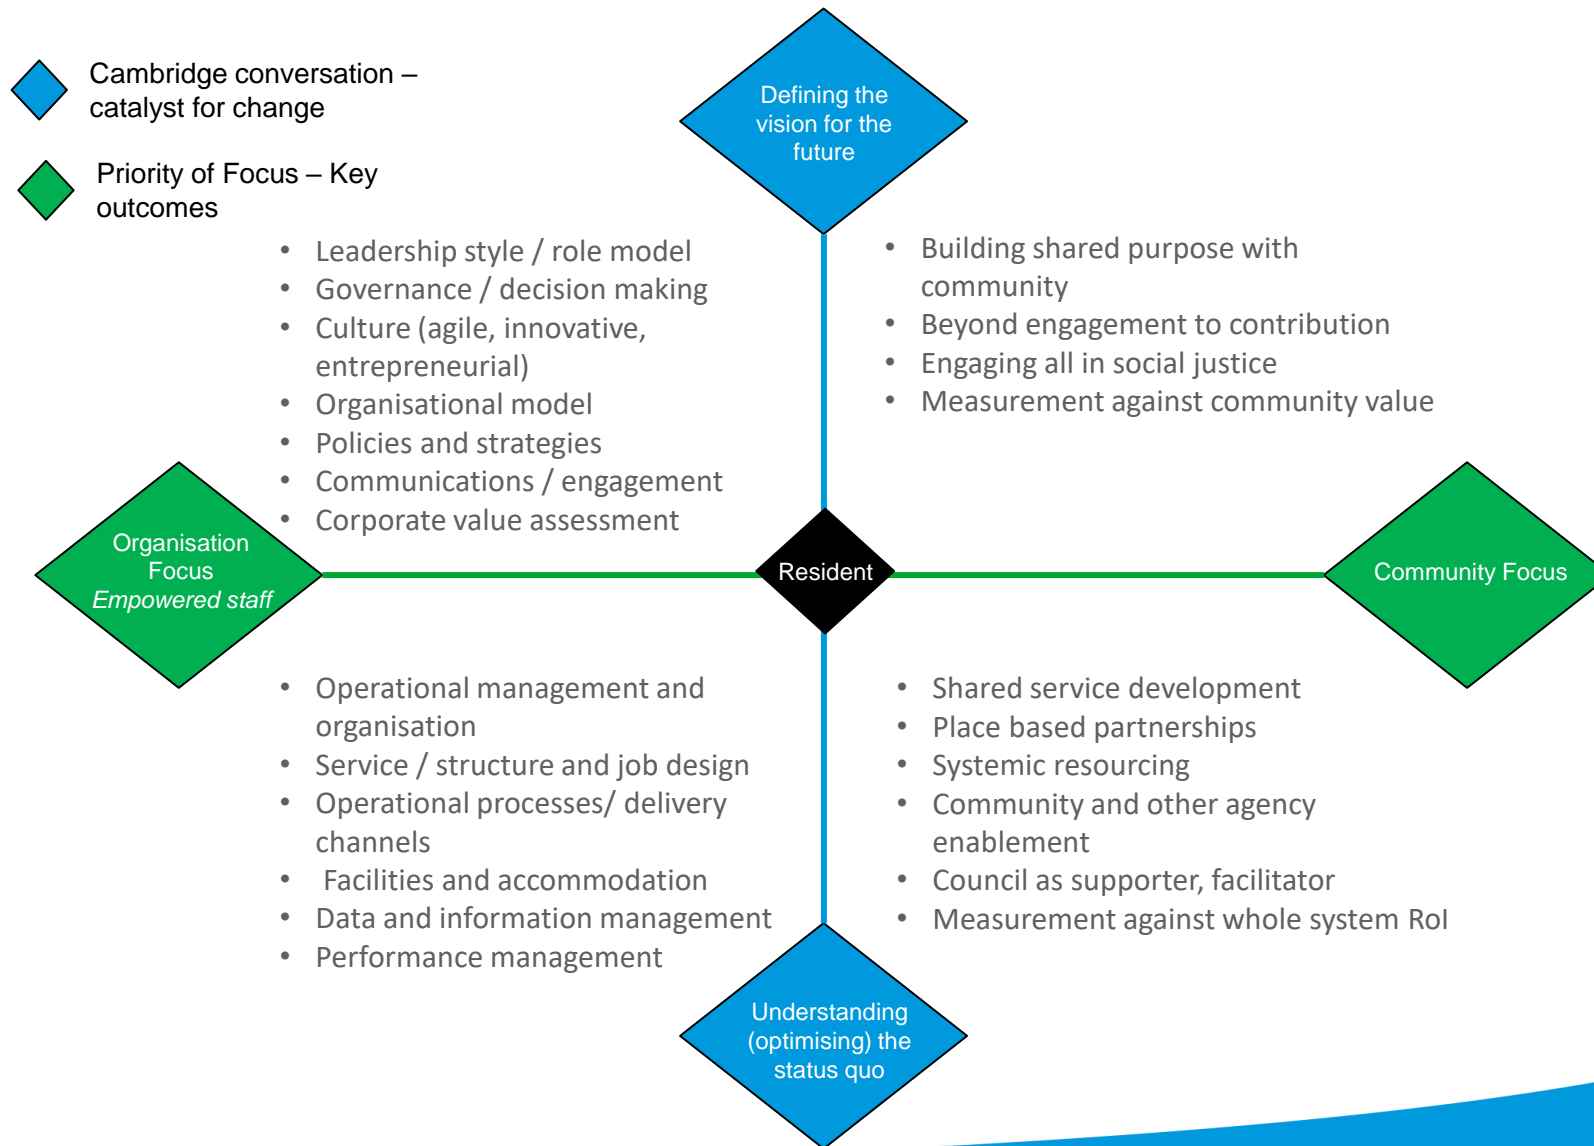 Cambridge conversation –
catalyst for change
Priority of Focus – Key
outcomes
Defining the
vision for the
future
• Leadership style / role model
• Governance / decision making
• Culture (agile, innovative,
entrepreneurial)
• Organisational model
• Policies and strategies
• Communications / engagement
• Corporate value assessment
• Building shared purpose with
community
• Beyond engagement to contribution
• Engaging all in social justice
• Measurement against community value
Organisation
Focus
Empowered staff
Resident
Community Focus
• Operational management and
organisation
• Service / structure and job design
• Operational processes/ delivery
channels
• Facilities and accommodation
• Data and information management
• Performance management
• Shared service development
• Place based partnerships
• Systemic resourcing
• Community and other agency
enablement
• Council as supporter, facilitator
• Measurement against whole system RoI
Understanding
(optimising) the
status quo